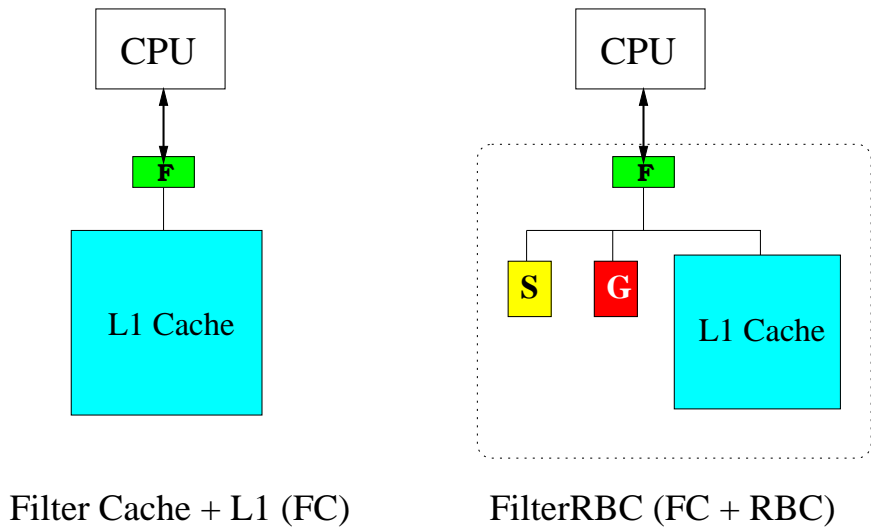 CPU
F
L1 Cache
Filter Cache + L1 (FC)
CPU
F
S
G
L1 Cache
FilterRBC (FC + RBC)